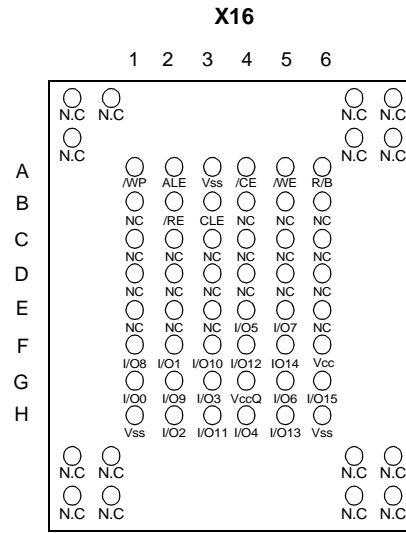 X16
1 2 3 4 5 6
N.C N.C N.C N.C
N.C N.C N.C
A
/WP ALE Vss /CE /WE R/B
B
NC /RE CLE NC NC NC
C
NC NC NC NC NC NC
D
NC NC NC NC NC NC
E
NC NC NC I/O5 I/O7 NC
F
I/O8 I/O1 I/O10 I/O12 IO14 Vcc
G
I/O0 I/O9 I/O3 VccQ I/O6 I/O15
H
Vss I/O2 I/O11 I/O4 I/O13 Vss
N.C N.C N.C N.C
N.C N.C N.C N.C